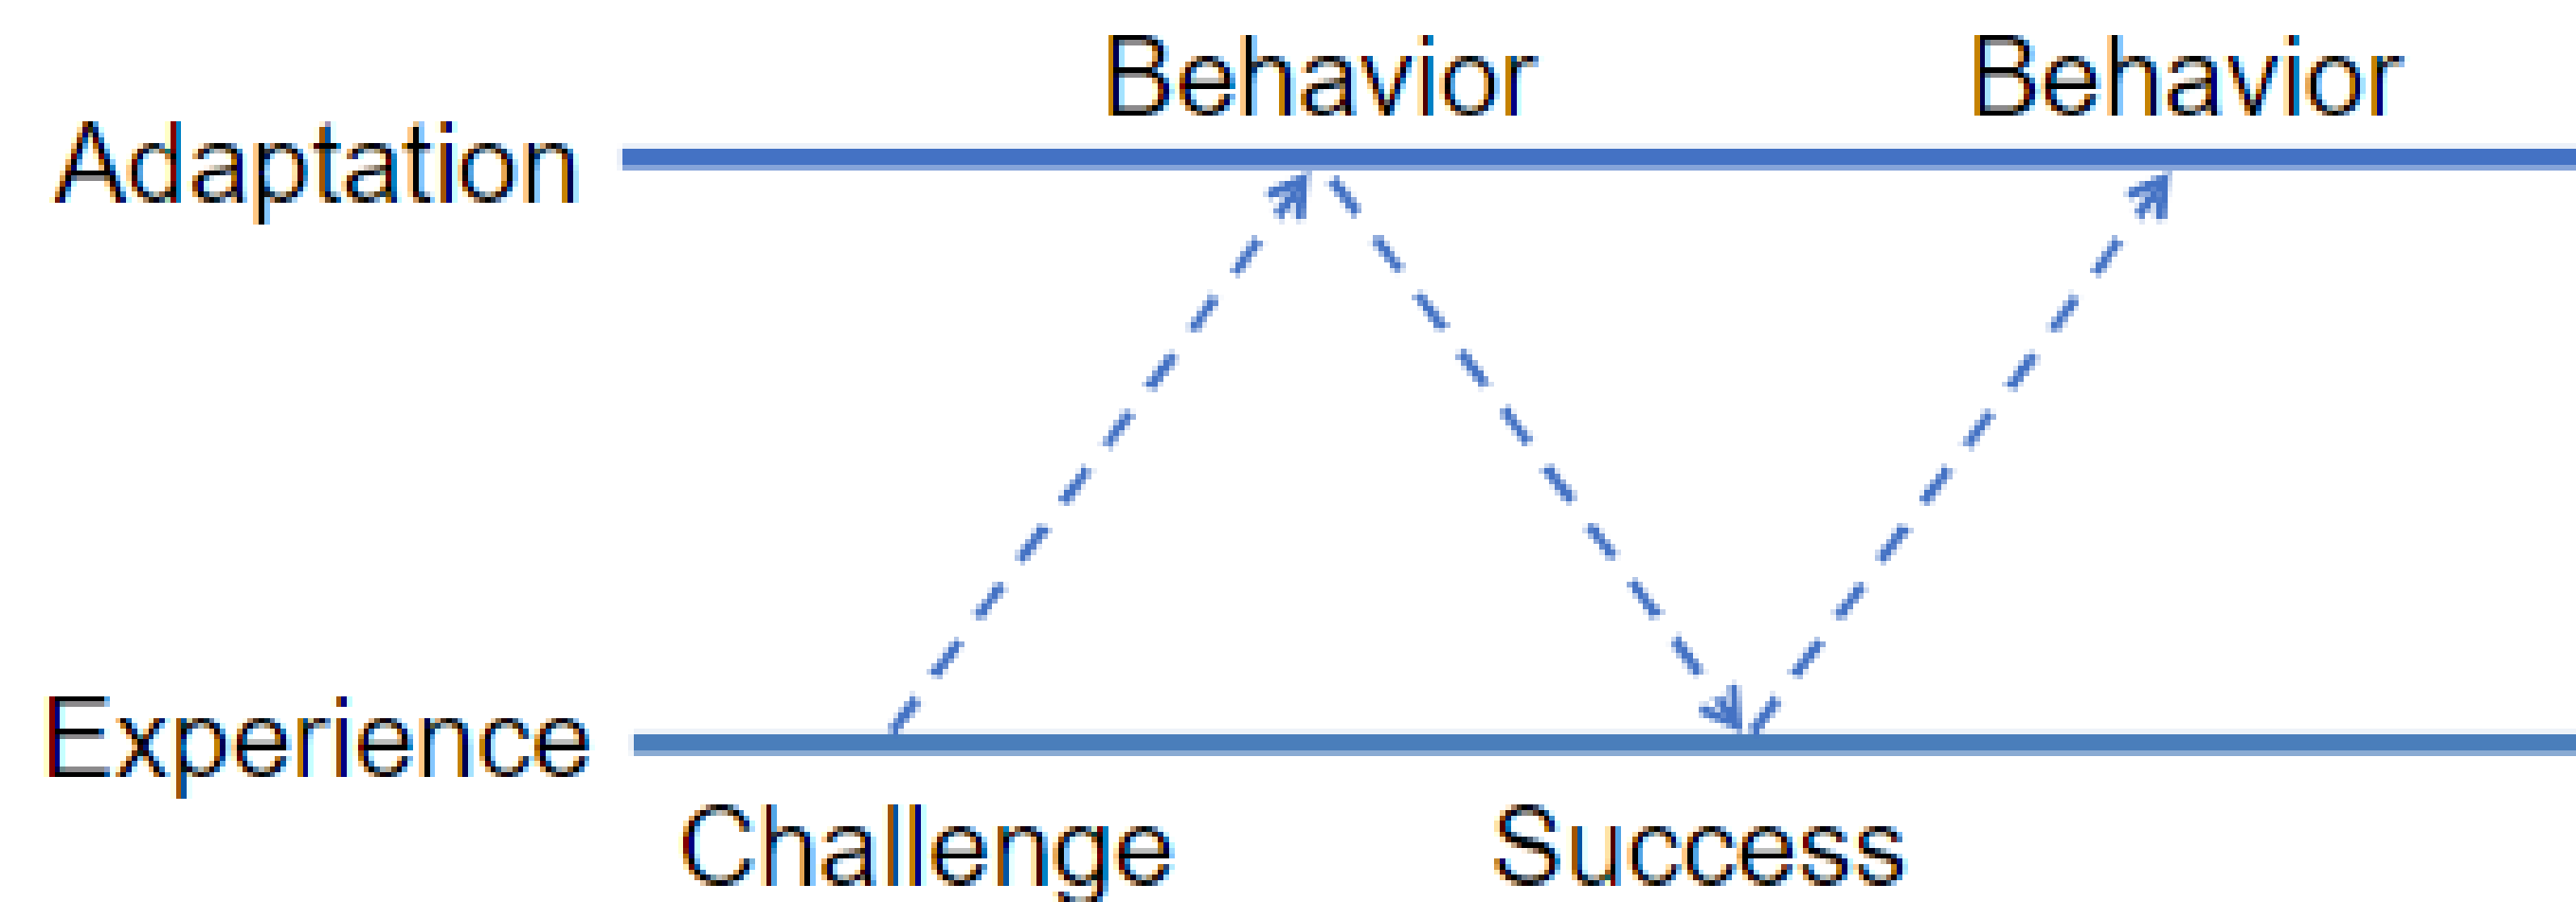 Behavior Behavior
Adaptation
Experience
Challenge Success